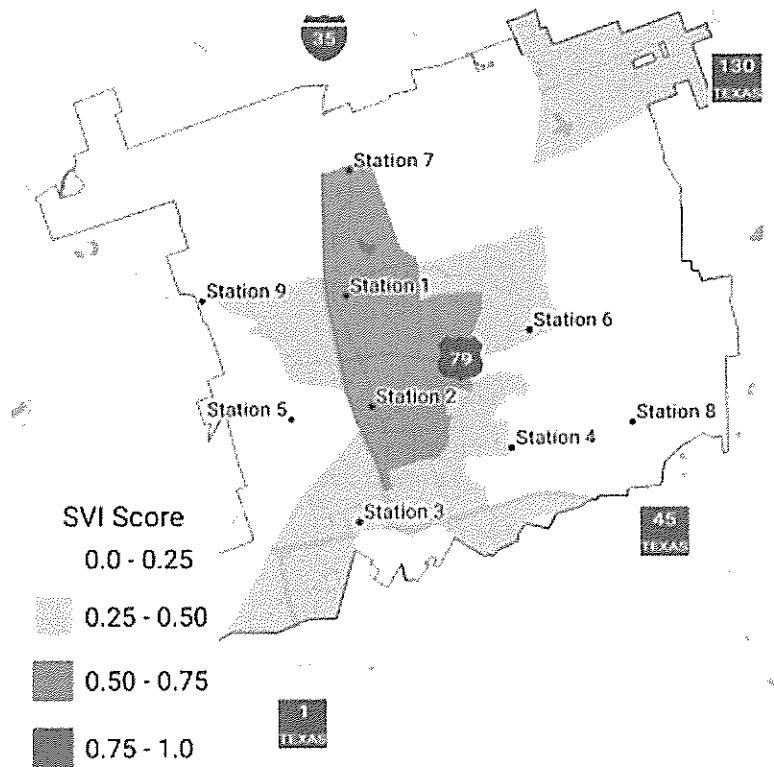 35
130
TEXAS
Station 7
Station 9
Station 1
Station 6
79
Station 5
Station 2
Station 8
Station 4
Station 3
SVI Score
0.0 - 0.25
0.25 - 0.50
0.50 - 0.75
0.75 - 1.0
45
TEXAS
1
TEXAS